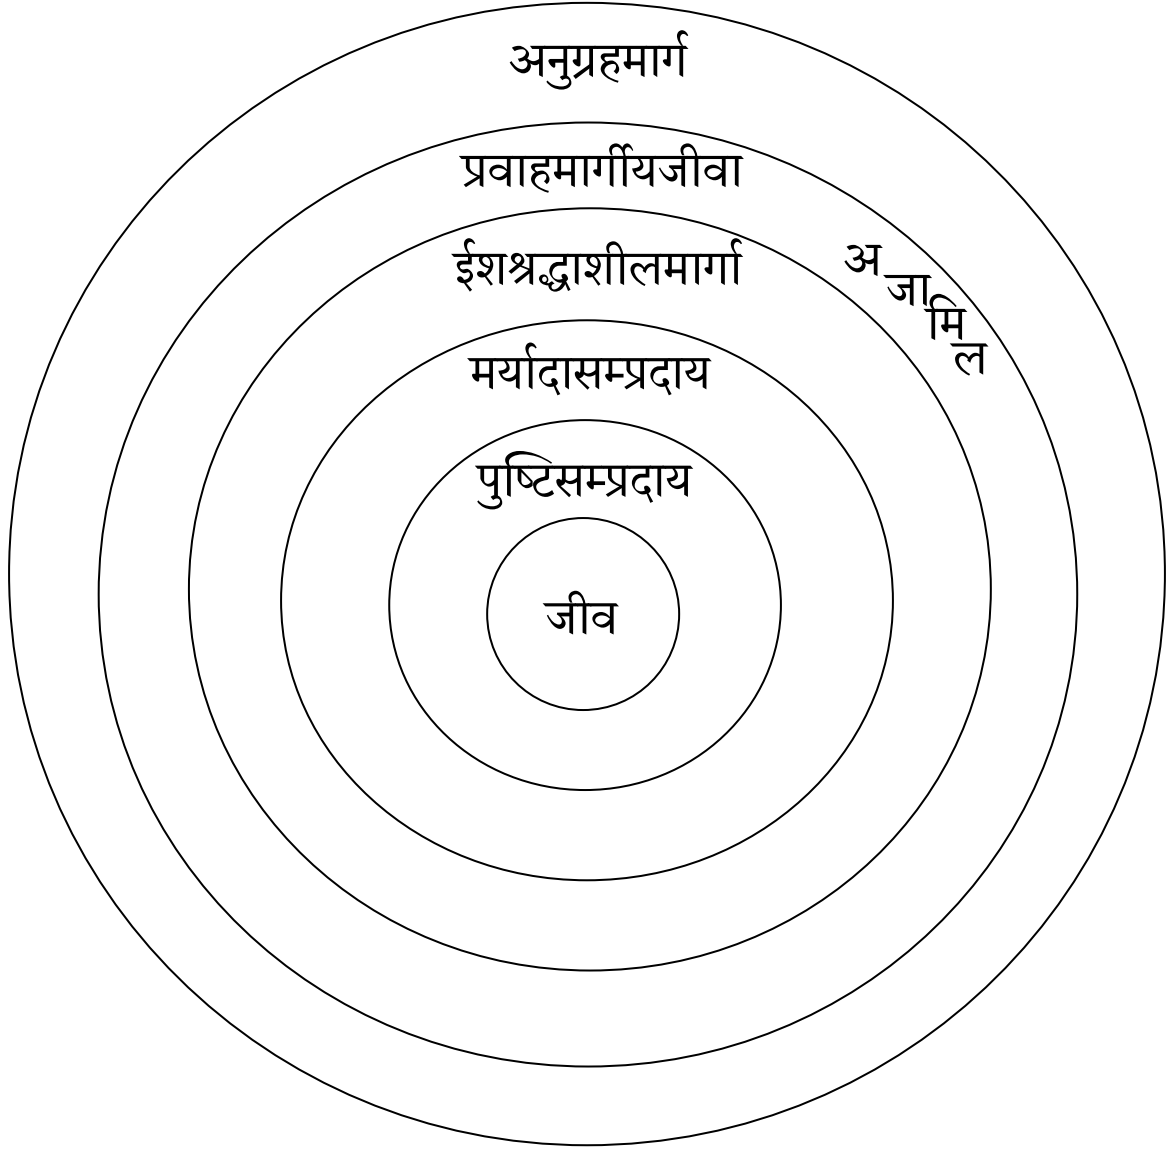 अनुग्रहमार्ग
प्रवाहमार्गीयजीवा
ईशश्रद्धाशीलमार्गा
अजामिल
मर्यादासम्प्रदाय
पुष्टिसम्प्रदाय
जीव